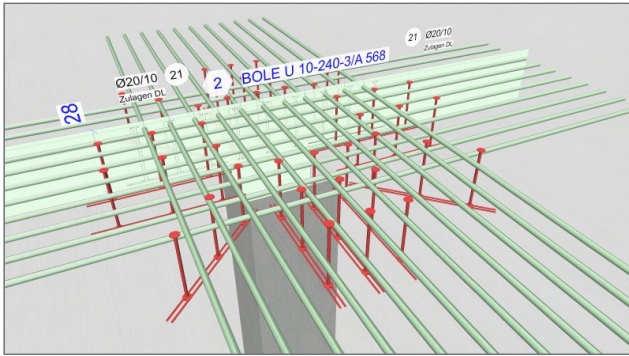 21 Ø20/10
Zulagen DL
2 BOLE U 10-240-3/A 568
Ø20/10 21
Zulagen DL
28